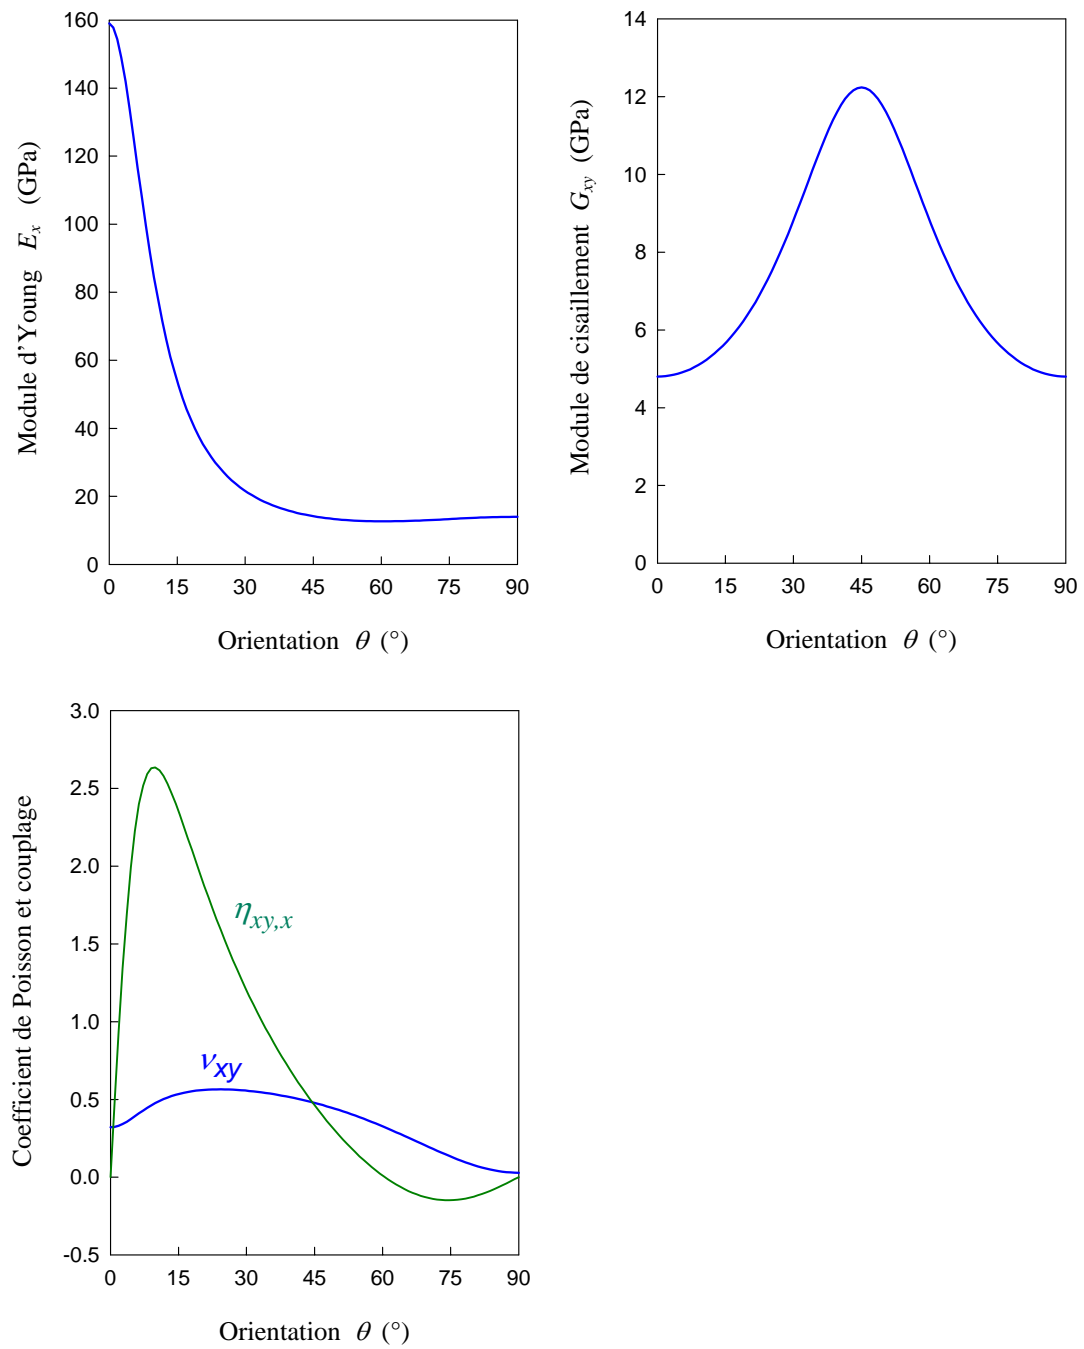 160
140
120
100
80
60
40
20
0
0 15 30 45 60 75 90
Module d'Young E_x (GPa)
Orientation θ (°)
14
12
10
8
6
4
2
0
0 15 30 45 60 75 90
Module de cisaillement G_xy (GPa)
Orientation θ (°)
3.0
2.5
2.0
1.5
1.0
0.5
0.0
-0.5
0 15 30 45 60 75 90
Coefficient de Poisson et couplage
η_xy,x
ν_xy
Orientation θ (°)